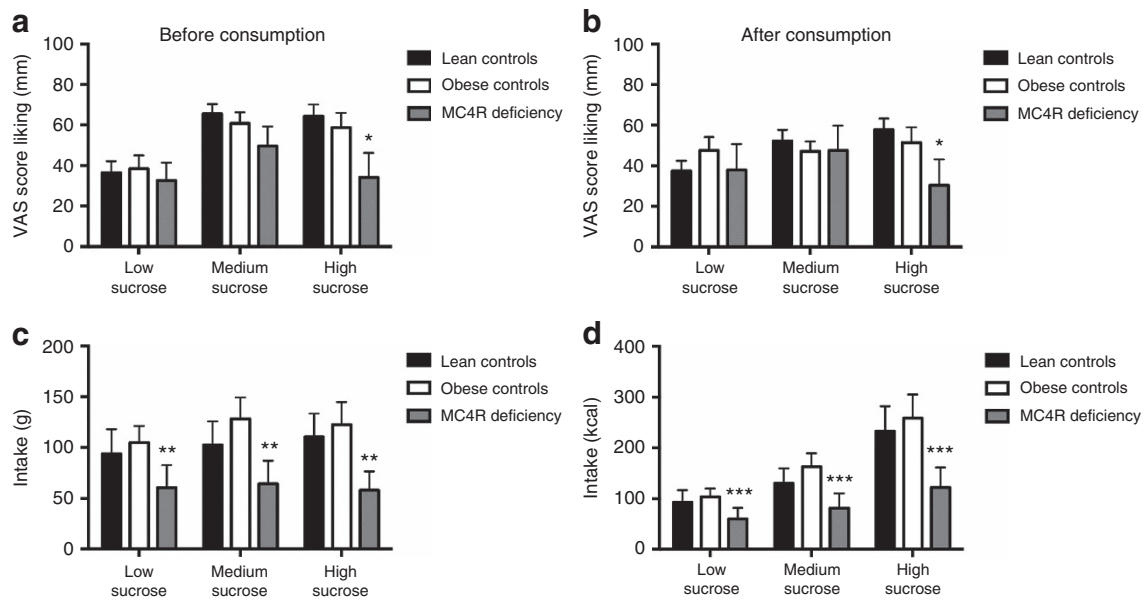 a
Before consumption
VAS score liking (mm)
100
80
60
40
20
0
*
Low sucrose
Medium sucrose
High sucrose
Lean controls
Obese controls
MC4R deficiency
b
After consumption
VAS score liking (mm)
100
80
60
40
20
0
*
Low sucrose
Medium sucrose
High sucrose
Lean controls
Obese controls
MC4R deficiency
c
Intake (g)
200
150
100
50
0
**
**
**
Low sucrose
Medium sucrose
High sucrose
Lean controls
Obese controls
MC4R deficiency
d
Intake (kcal)
400
300
200
100
0
***
***
***
Low sucrose
Medium sucrose
High sucrose
Lean controls
Obese controls
MC4R deficiency